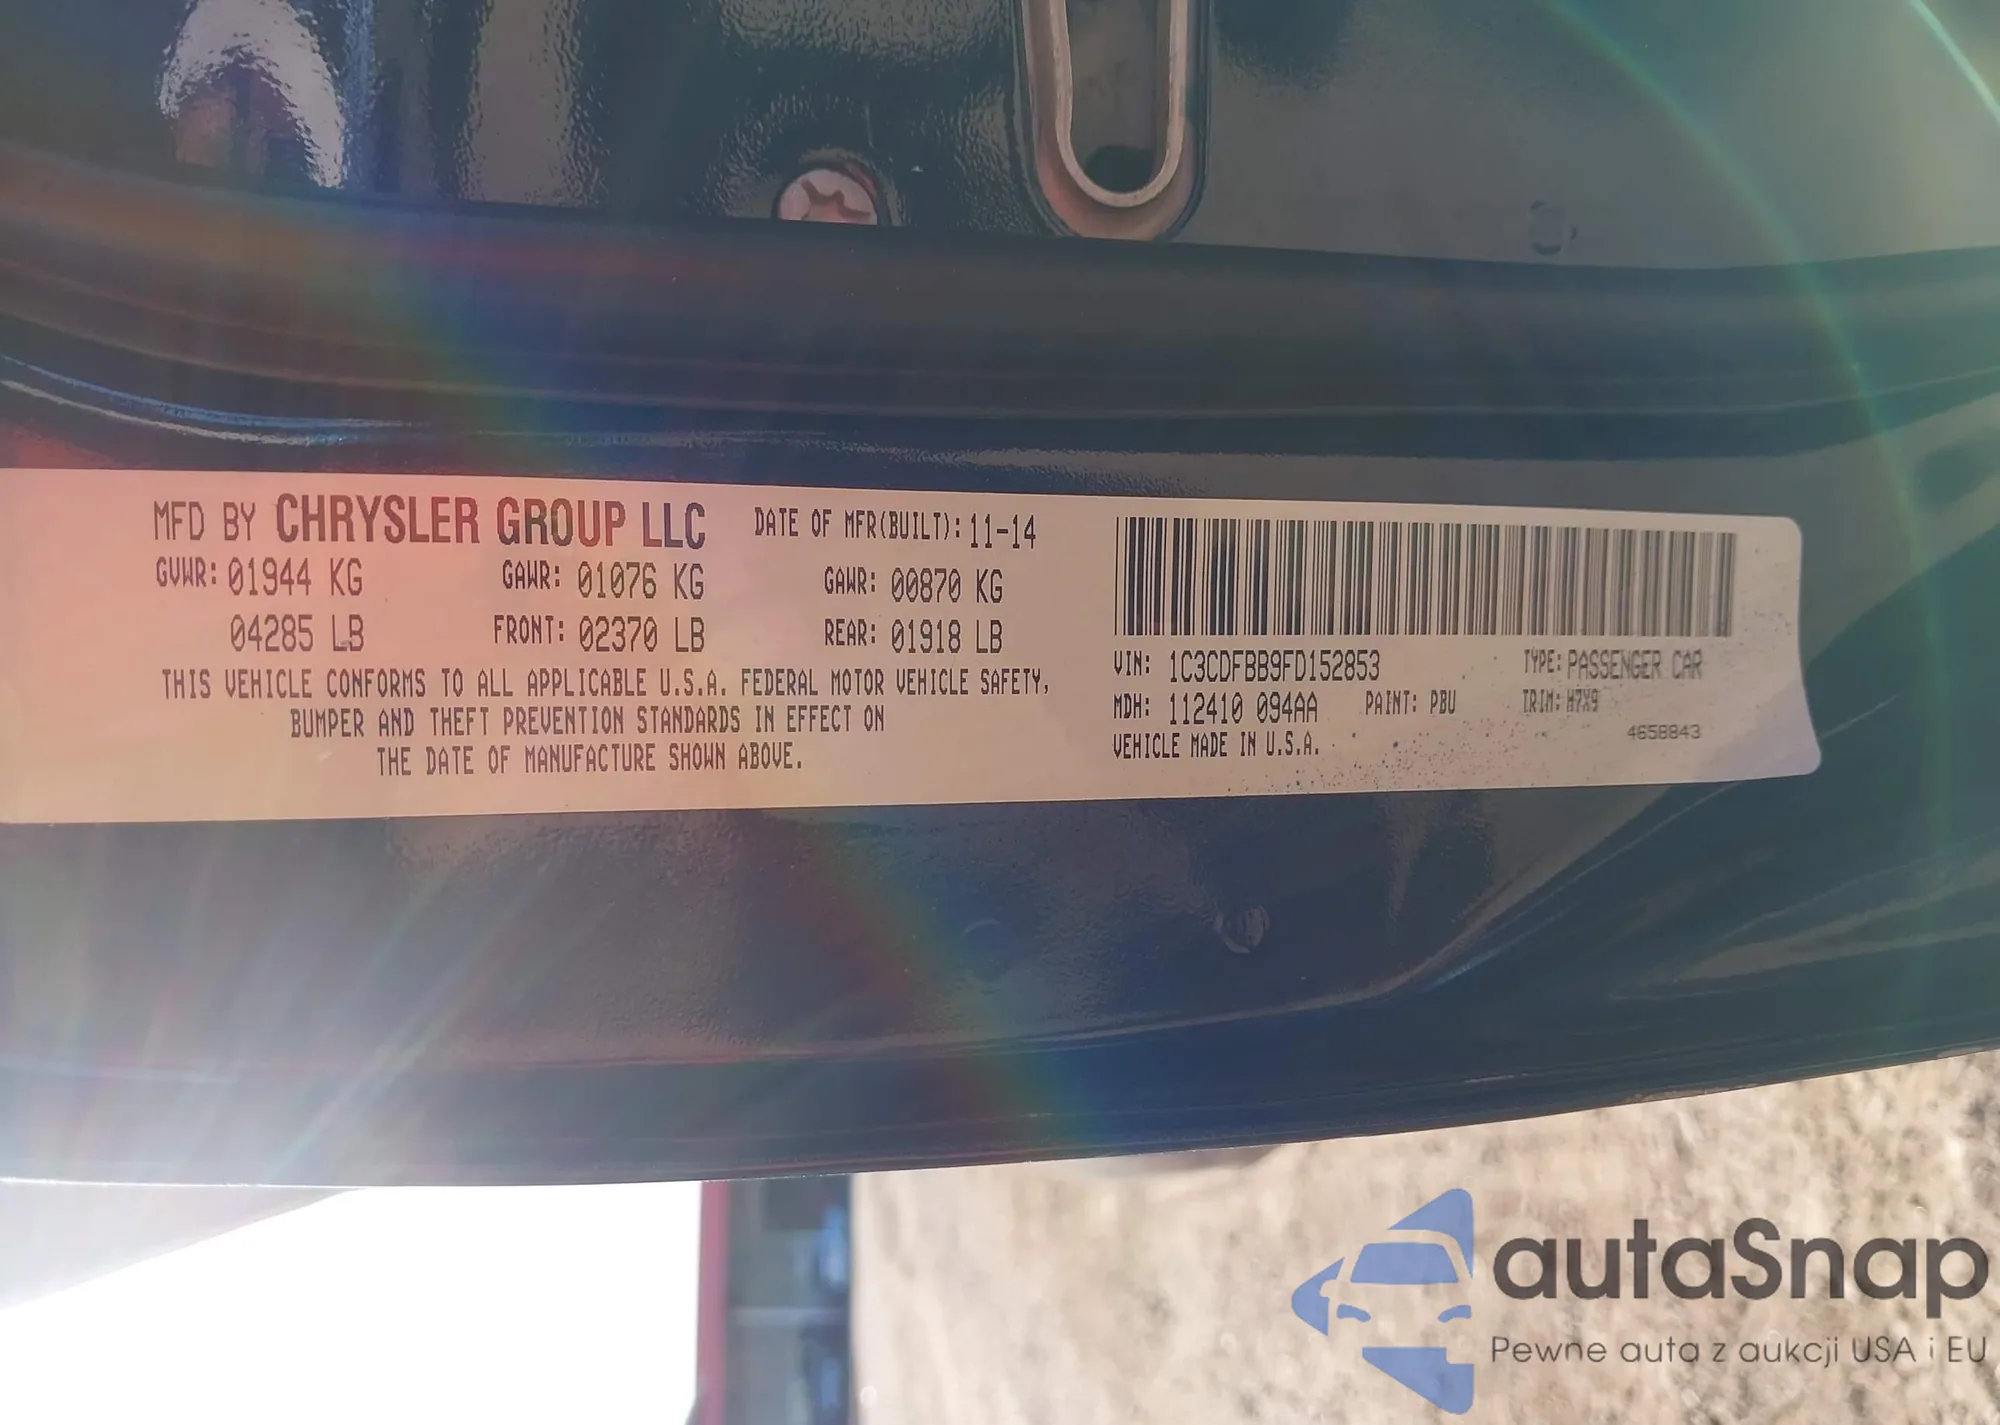 MFD BY CHRYSLER GROUP LLC DATE OF MFR(BUILT): 11-14
GVWR: 01944 KG GAWR: 01076 KG GAWR: 00870 KG
04285 LB FRONT: 02370 LB REAR: 01918 LB
THIS VEHICLE CONFORMS TO ALL APPLICABLE U.S.A. FEDERAL MOTOR VEHICLE SAFETY,
BUMPER AND THEFT PREVENTION STANDARDS IN EFFECT ON
THE DATE OF MANUFACTURE SHOWN ABOVE.
VIN: 1C3CDFBB9FD152853 TYPE: PASSENGER CAR
MDH: 112410 094AA PAINT: PBU TRIM: H7X9
VEHICLE MADE IN U.S.A. 4658843
autaSnap
Pewne auta z aukcji USA i EU